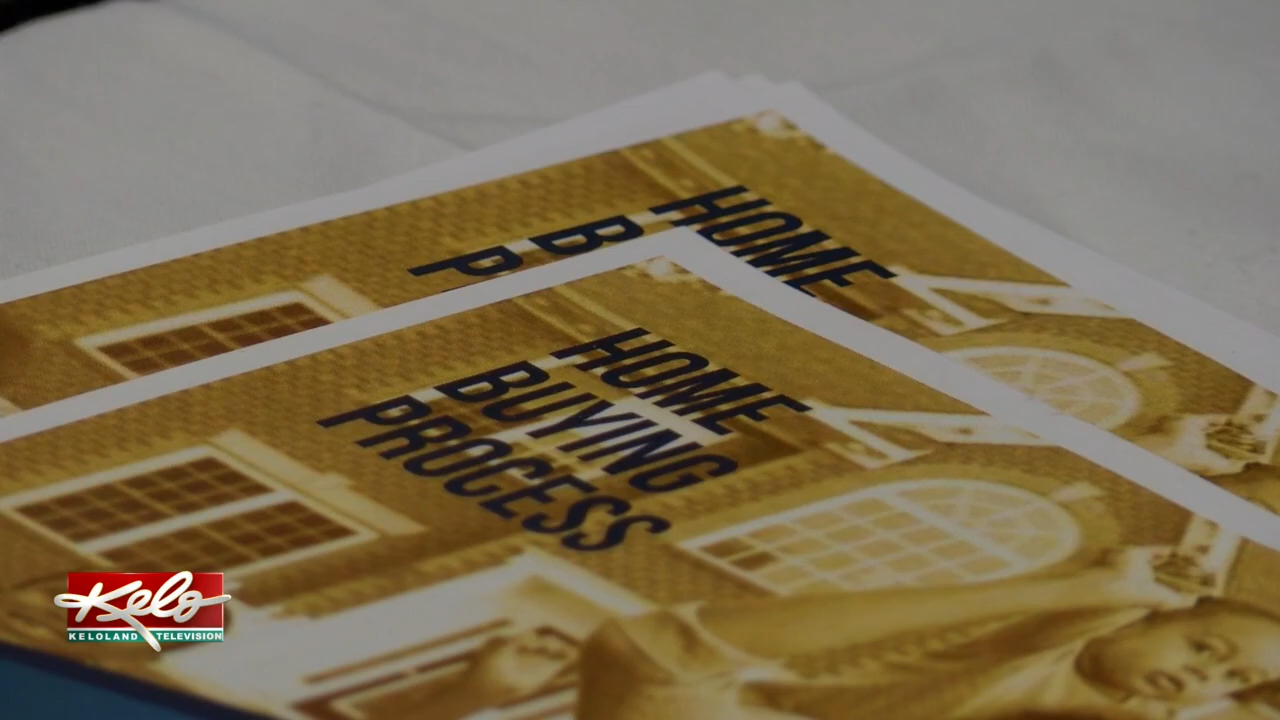 HOME
B
P
HOME
BUYING
PROCESS
Kelo
KELOLAND TELEVISION